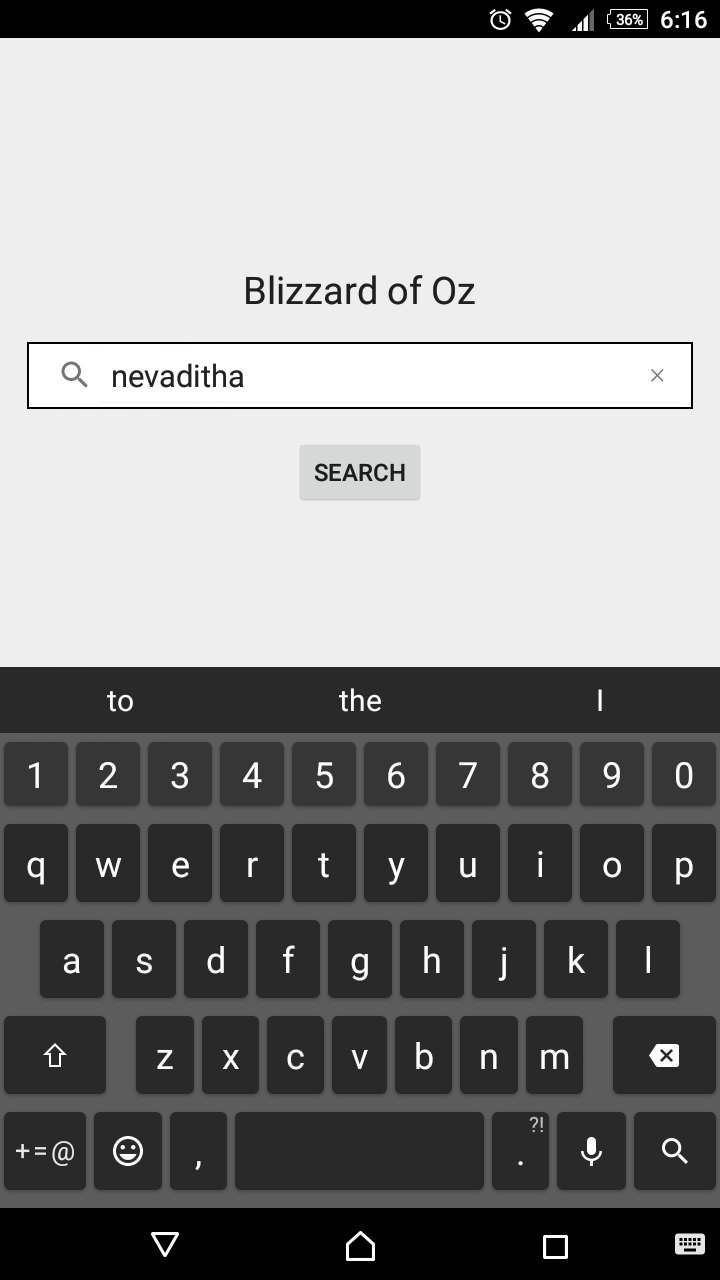 36% 6:16
Blizzard of Oz
nevaditha
SEARCH
to the I
1 2 3 4 5 6 7 8 9 0
q w e r t y u i o p
a s d f g h j k l
z x c v b n m
+=@ , . ?!